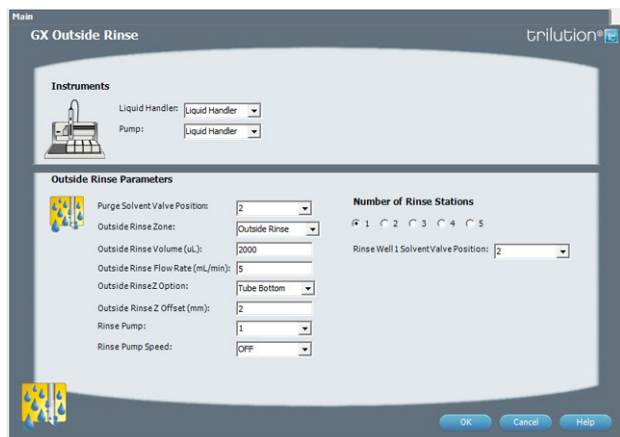 Main
GX Outside Rinse
trilution® lc
Instruments
Liquid Handler: Liquid Handler
Pump: Liquid Handler
Outside Rinse Parameters
Purge Solvent Valve Position: 2
Outside Rinse Zone: Outside Rinse
Outside Rinse Volume (uL): 2000
Outside Rinse Flow Rate (mL/min): 5
Outside Rinse Z Option: Tube Bottom
Outside Rinse Z Offset (mm): 2
Rinse Pump: 1
Rinse Pump Speed: OFF
Number of Rinse Stations
1 2 3 4 5
Rinse Well 1 Solvent Valve Position: 2
OK Cancel Help